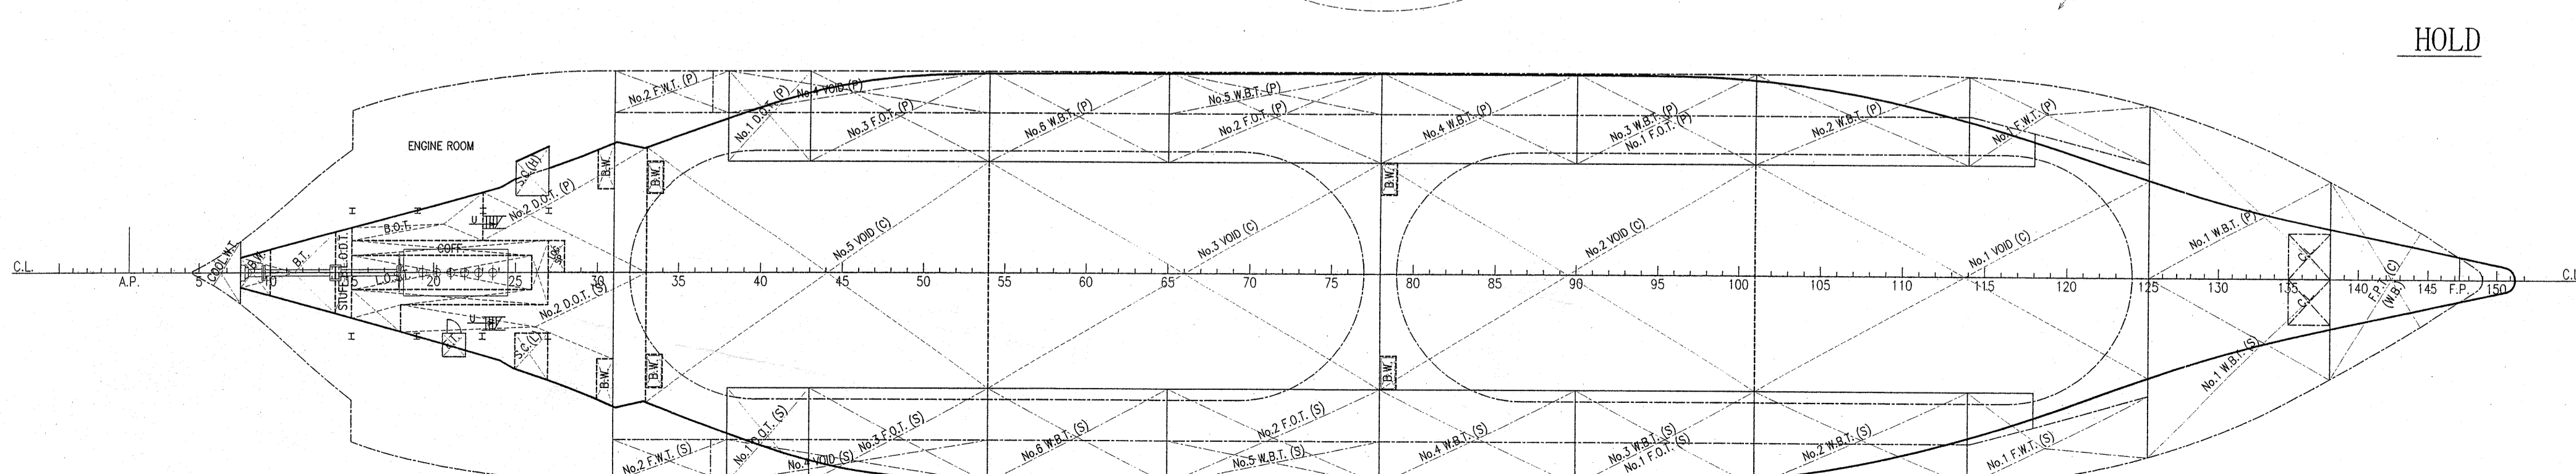 HOLD
No.2 F.W.T. (P)
No.1 D.O.T. (P)
No.4 VOID (P)
No.3 F.O.T. (P)
No.6 W.B.T. (P)
No.5 W.B.T. (P)
No.2 F.O.T. (P)
No.4 W.B.T. (P)
No.3 W.B.T. (P)
No.1 F.O.T. (P)
No.2 W.B.T. (P)
No.1 F.W.T. (P)
ENGINE ROOM
S.C.(H)
B.W.
B.W.
B.W.
No.2 D.O.T. (P)
B.O.T.
U
COFF.
No.5 VOID (C)
No.3 VOID (C)
No.2 VOID (C)
No.1 VOID (C)
No.1 W.B.T. (P)
COOL W.T.
B.W.
B.T.
L.O.D.T.
STUFF
L.O.S.
C.L.
C.L.
C.L
A.P. 5 10 15 20 25 30 35 40 45 50 55 60 65 70 75 80 85 90 95 100 105 110 115 120 125 130 135 140 145 F.P. 150
F.P.T. (C)
(W.B.)
C.L.
No.2 D.O.T. (S)
U
S.C.(L)
B.W.
B.W.
B.W.
No.1 W.B.T. (S)
No.2 F.W.T. (S)
No.1 D.O.T. (S)
No.4 VOID (S)
No.3 F.O.T. (S)
No.6 W.B.T. (S)
No.2 F.O.T. (S)
No.5 W.B.T. (S)
No.4 W.B.T. (S)
No.3 W.B.T. (S)
No.1 F.O.T. (S)
No.2 W.B.T. (S)
No.1 F.W.T. (S)